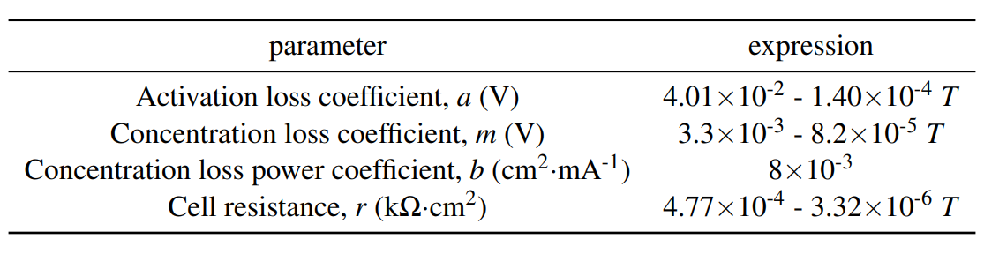 parameter expression
Activation loss coefficient, a (V) 4.01×10⁻² - 1.40×10⁻⁴ T
Concentration loss coefficient, m (V) 3.3×10⁻³ - 8.2×10⁻⁵ T
Concentration loss power coefficient, b (cm²·mA⁻¹) 8×10⁻³
Cell resistance, r (kΩ·cm²) 4.77×10⁻⁴ - 3.32×10⁻⁶ T